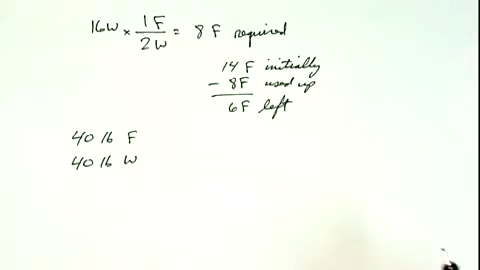 16W × 1F/2W = 8 F required
14 F initially
- 8F used up
6F left
40 16 F
40 16 W